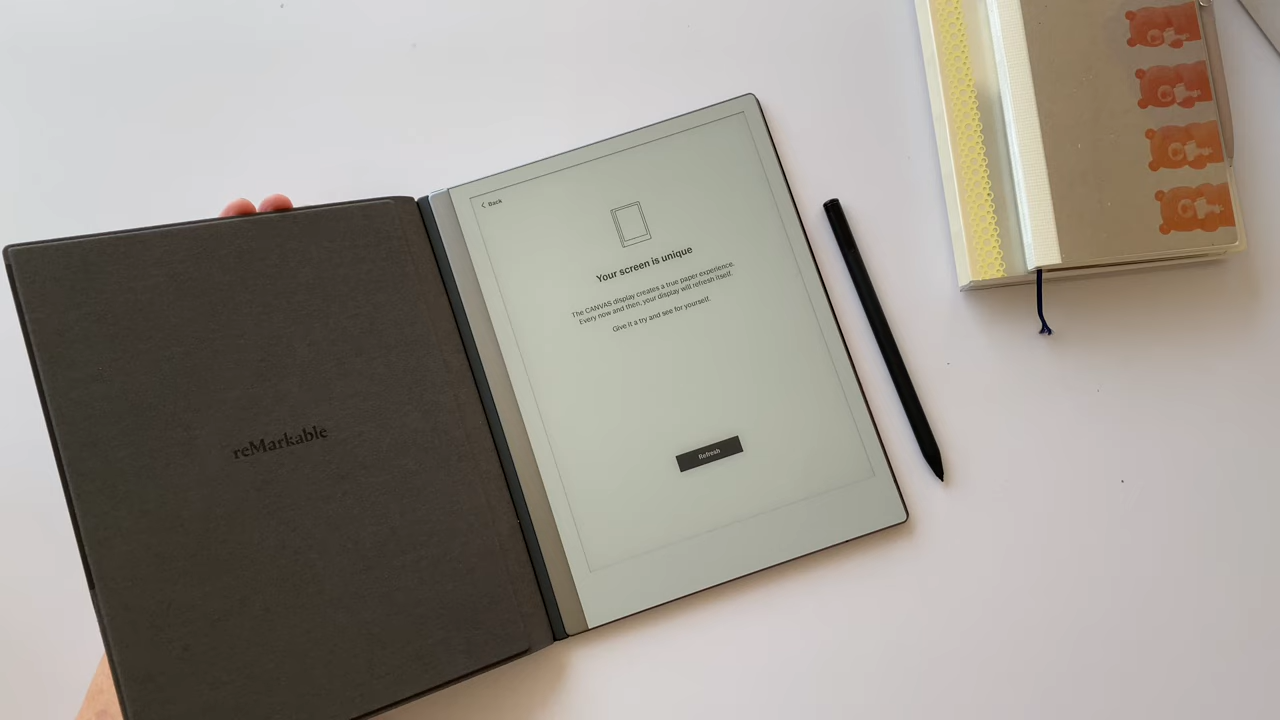 reMarkable
Back
Your screen is unique
The CANVAS display creates a true paper experience.
Every now and then, your display will refresh itself.
Give it a try and see for yourself.
Refresh